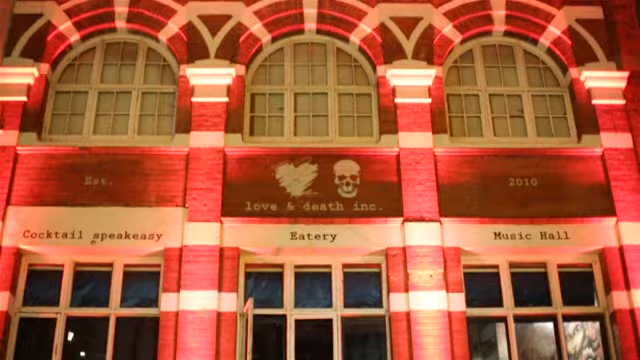 Est.
love & death inc.
2010
Cocktail speakeasy
Eatery
Music Hall